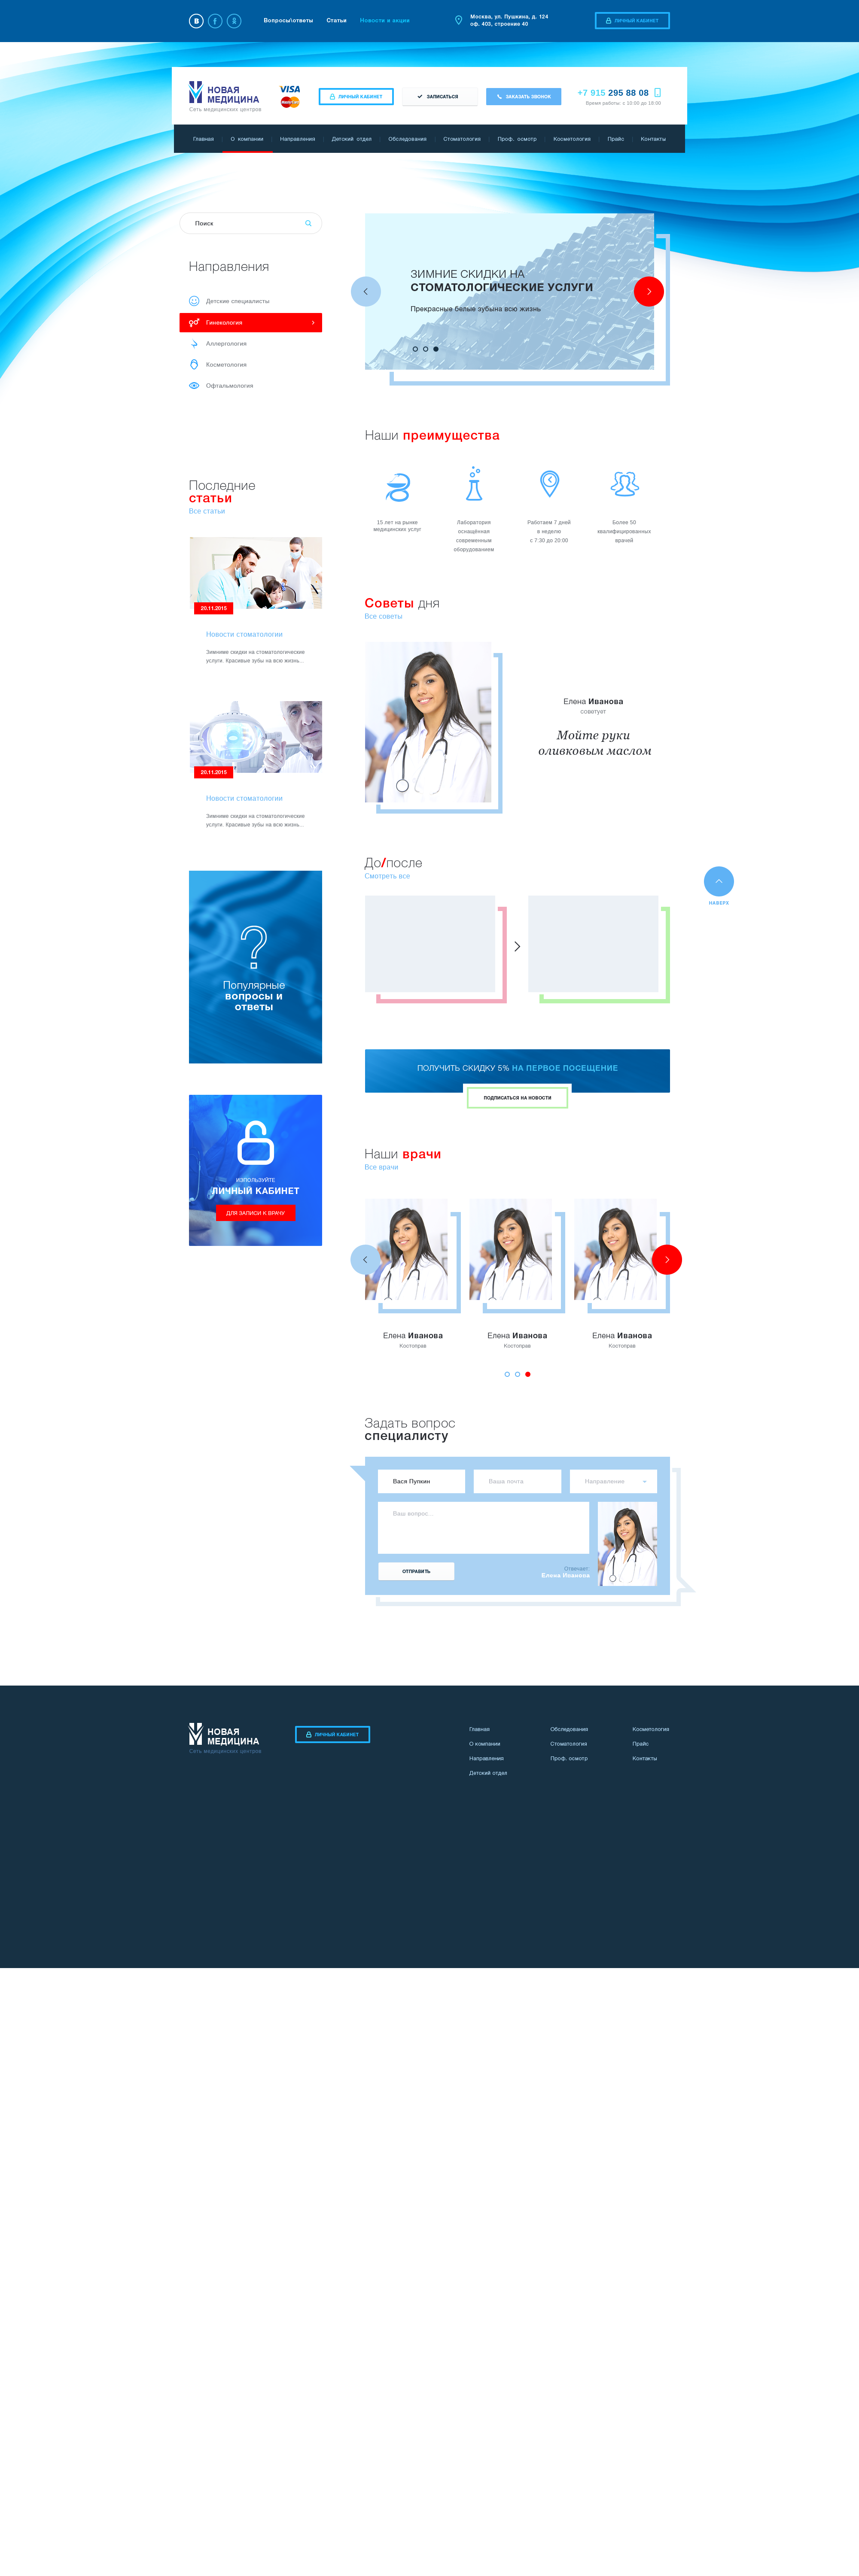 Вопросы\ответы Статьи Новости и акции
Москва, ул. Пушкина, д. 124
оф. 403, строение 40
ЛИЧНЫЙ КАБИНЕТ
НОВАЯ
МЕДИЦИНА
Сеть медицинских центров
VISA
MasterCard
ЛИЧНЫЙ КАБИНЕТ
ЗАПИСАТЬСЯ
ЗАКАЗАТЬ ЗВОНОК
+7 915 295 88 08
Время работы: с 10:00 до 18:00
Главная О компании Направления Детский отдел Обследования Стоматология Проф. осмотр Косметология Прайс Контакты
Поиск
Направления
Детские специалисты
Гинекология
Аллергология
Косметология
Офтальмология
ЗИМНИЕ СКИДКИ НА
СТОМАТОЛОГИЧЕСКИЕ УСЛУГИ
Прекрасные белые зубына всю жизнь
Наши преимущества
15 лет на рынке
медицинских услуг
Лаборатория
оснащённая
современным
оборудованием
Работаем 7 дней
в неделю
с 7:30 до 20:00
Более 50
квалифицированных
врачей
Последние
статьи
Все статьи
20.11.2015
Новости стоматологии
Зимниме скидки на стоматологические
услуги. Красивые зубы на всю жизнь...
20.11.2015
Новости стоматологии
Зимниме скидки на стоматологические
услуги. Красивые зубы на всю жизнь...
Популярные
вопросы и
ответы
ИЗПОЛЬЗУЙТЕ
ЛИЧНЫЙ КАБИНЕТ
ДЛЯ ЗАПИСИ К ВРАЧУ
Советы дня
Все советы
Елена Иванова
советует
Мойте руки
оливковым маслом
До/после
Смотреть все
НАВЕРХ
ПОЛУЧИТЬ СКИДКУ 5% НА ПЕРВОЕ ПОСЕЩЕНИЕ
ПОДПИСАТЬСЯ НА НОВОСТИ
Наши врачи
Все врачи
Елена Иванова
Костоправ
Елена Иванова
Костоправ
Елена Иванова
Костоправ
Задать вопрос
специалисту
Вася Пупкин
Ваша почта
Направление
Ваш вопрос...
ОТПРАВИТЬ
Отвечает:
Елена Иванова
НОВАЯ
МЕДИЦИНА
Сеть медицинских центров
ЛИЧНЫЙ КАБИНЕТ
Главная
О компании
Направления
Детский отдел
Обследования
Стоматология
Проф. осмотр
Косметология
Прайс
Контакты